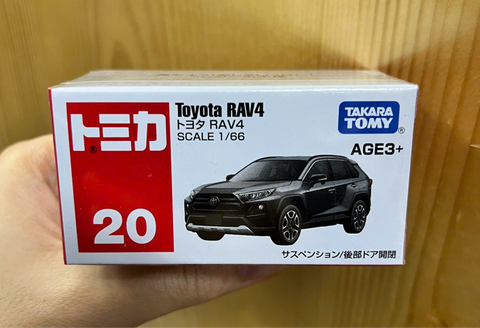 トミカ®
20
Toyota RAV4
トヨタ RAV4
SCALE 1/66
TAKARA
TOMY®
AGE3+
サスペンション/後部ドア開閉